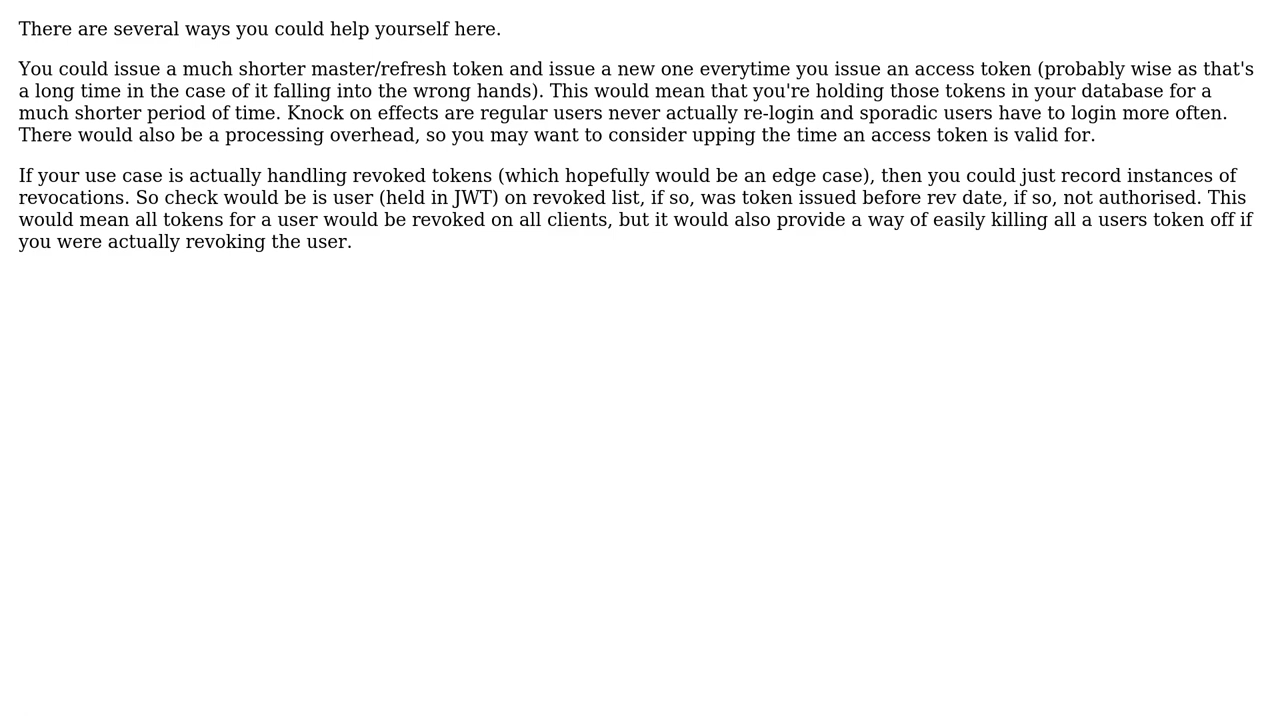 There are several ways you could help yourself here.
You could issue a much shorter master/refresh token and issue a new one everytime you issue an access token (probably wise as that's
a long time in the case of it falling into the wrong hands). This would mean that you're holding those tokens in your database for a
much shorter period of time. Knock on effects are regular users never actually re-login and sporadic users have to login more often.
There would also be a processing overhead, so you may want to consider upping the time an access token is valid for.
If your use case is actually handling revoked tokens (which hopefully would be an edge case), then you could just record instances of
revocations. So check would be is user (held in JWT) on revoked list, if so, was token issued before rev date, if so, not authorised. This
would mean all tokens for a user would be revoked on all clients, but it would also provide a way of easily killing all a users token off if
you were actually revoking the user.